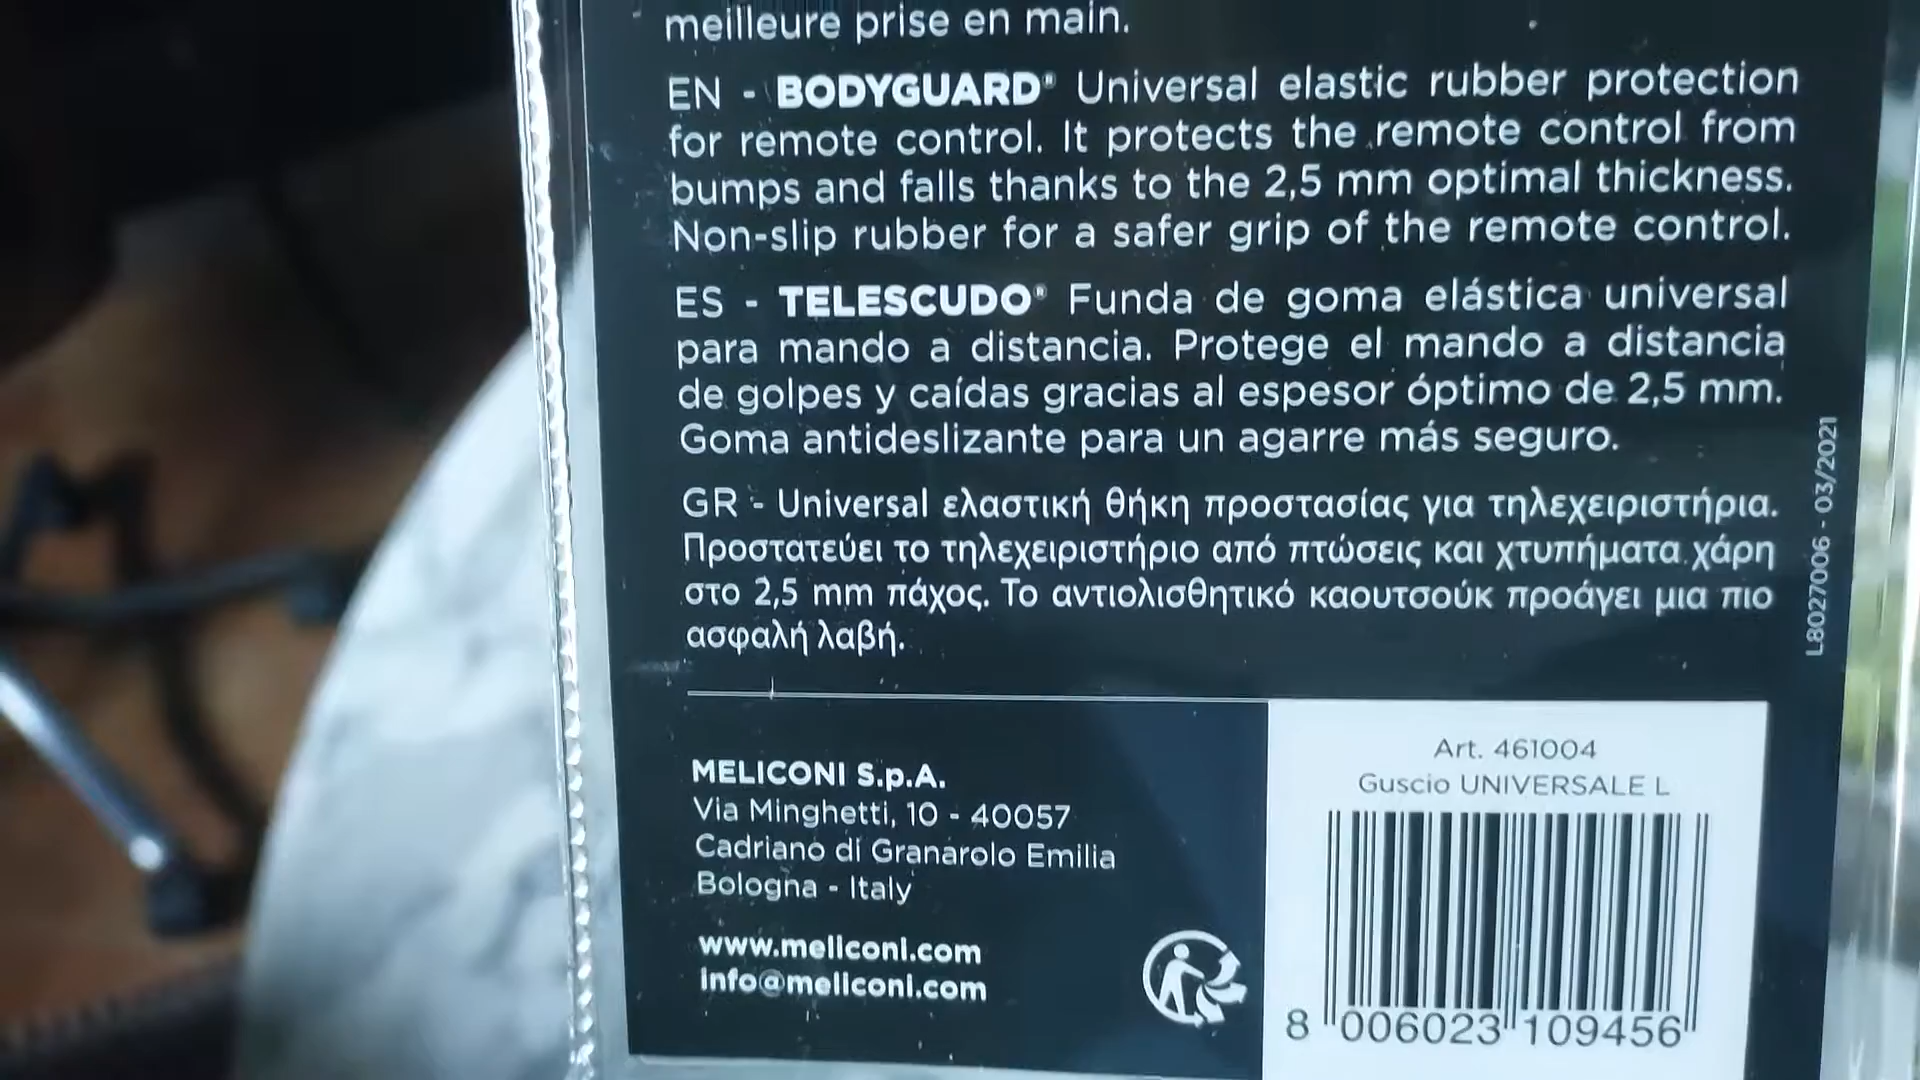 meilleure prise en main.
EN - BODYGUARD® Universal elastic rubber protection
for remote control. It protects the remote control from
bumps and falls thanks to the 2,5 mm optimal thickness.
Non-slip rubber for a safer grip of the remote control.
ES - TELESCUDO® Funda de goma elástica universal
para mando a distancia. Protege el mando a distancia
de golpes y caídas gracias al espesor óptimo de 2,5 mm.
Goma antideslizante para un agarre más seguro.
GR - Universal ελαστική θήκη προστασίας για τηλεχειριστήρια.
Προστατεύει το τηλεχειριστήριο από πτώσεις και χτυπήματα χάρη
στο 2,5 mm πάχος. Το αντιολισθητικό καουτσούκ προάγει μια πιο
ασφαλή λαβή.
L8027006 - 03/2021
MELICONI S.p.A.
Via Minghetti, 10 - 40057
Cadriano di Granarolo Emilia
Bologna - Italy
www.meliconi.com
info@meliconi.com
Art. 461004
Guscio UNIVERSALE L
8 006023 109456